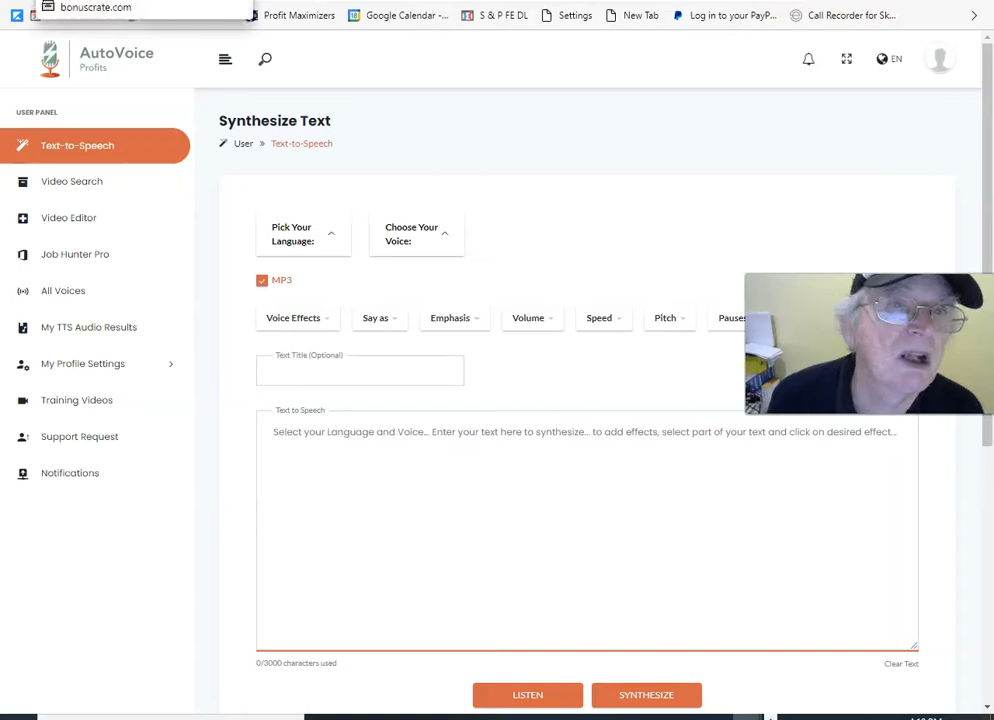 bonuscrate.com
Profit Maximizers
Google Calendar -...
S & P FE DL
Settings
New Tab
Log in to your PayP...
Call Recorder for Sk...
AutoVoice
Profits
EN
USER PANEL
Text-to-Speech
Video Search
Video Editor
Job Hunter Pro
All Voices
My TTS Audio Results
My Profile Settings
Training Videos
Support Request
Notifications
Synthesize Text
User » Text-to-Speech
Pick Your
Language:
Choose Your
Voice:
MP3
Voice Effects
Say as
Emphasis
Volume
Speed
Pitch
Pauses
Text Title (Optional)
Text to Speech
Select your Language and Voice... Enter your text here to synthesize... to add effects, select part of your text and click on desired effect...
0/3000 characters used
Clear Text
LISTEN
SYNTHESIZE